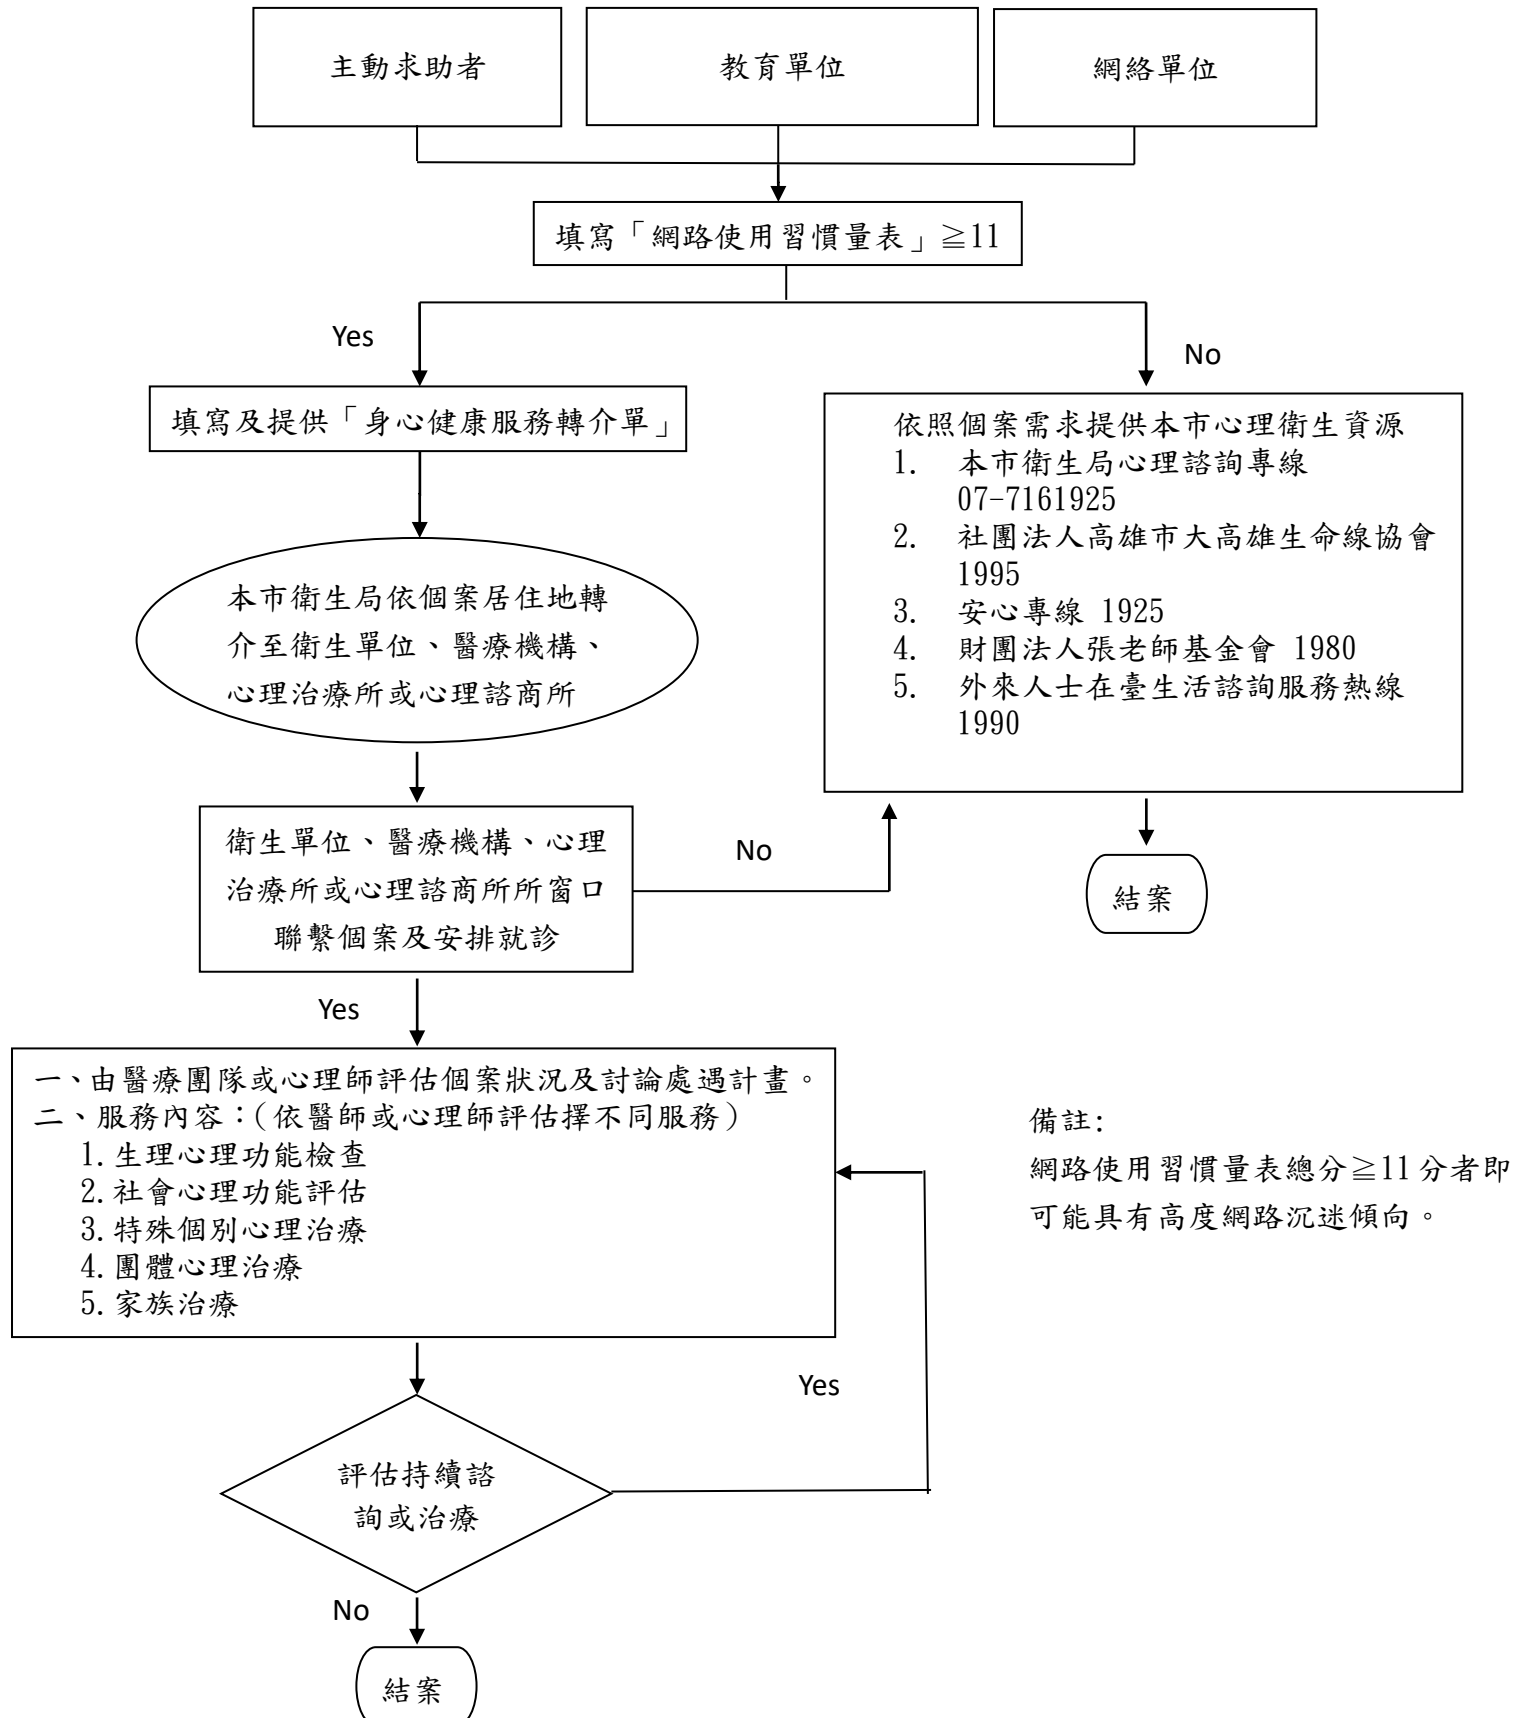 主動求助者
教育單位
網絡單位
填寫「網路使用習慣量表」≧11
Yes
No
填寫及提供「身心健康服務轉介單」
依照個案需求提供本市心理衛生資源
1. 本市衛生局心理諮詢專線
07-7161925
2. 社團法人高雄市大高雄生命線協會
1995
3. 安心專線 1925
4. 財團法人張老師基金會 1980
5. 外來人士在臺生活諮詢服務熱線
1990
本市衛生局依個案居住地轉
介至衛生單位、醫療機構、
心理治療所或心理諮商所
衛生單位、醫療機構、心理
治療所或心理諮商所所窗口
聯繫個案及安排就診
No
結案
Yes
一、由醫療團隊或心理師評估個案狀況及討論處遇計畫。
二、服務內容：(依醫師或心理師評估擇不同服務)
1.生理心理功能檢查
2.社會心理功能評估
3.特殊個別心理治療
4.團體心理治療
5.家族治療
備註:
網路使用習慣量表總分≧11分者即
可能具有高度網路沉迷傾向。
Yes
評估持續諮
詢或治療
No
結案